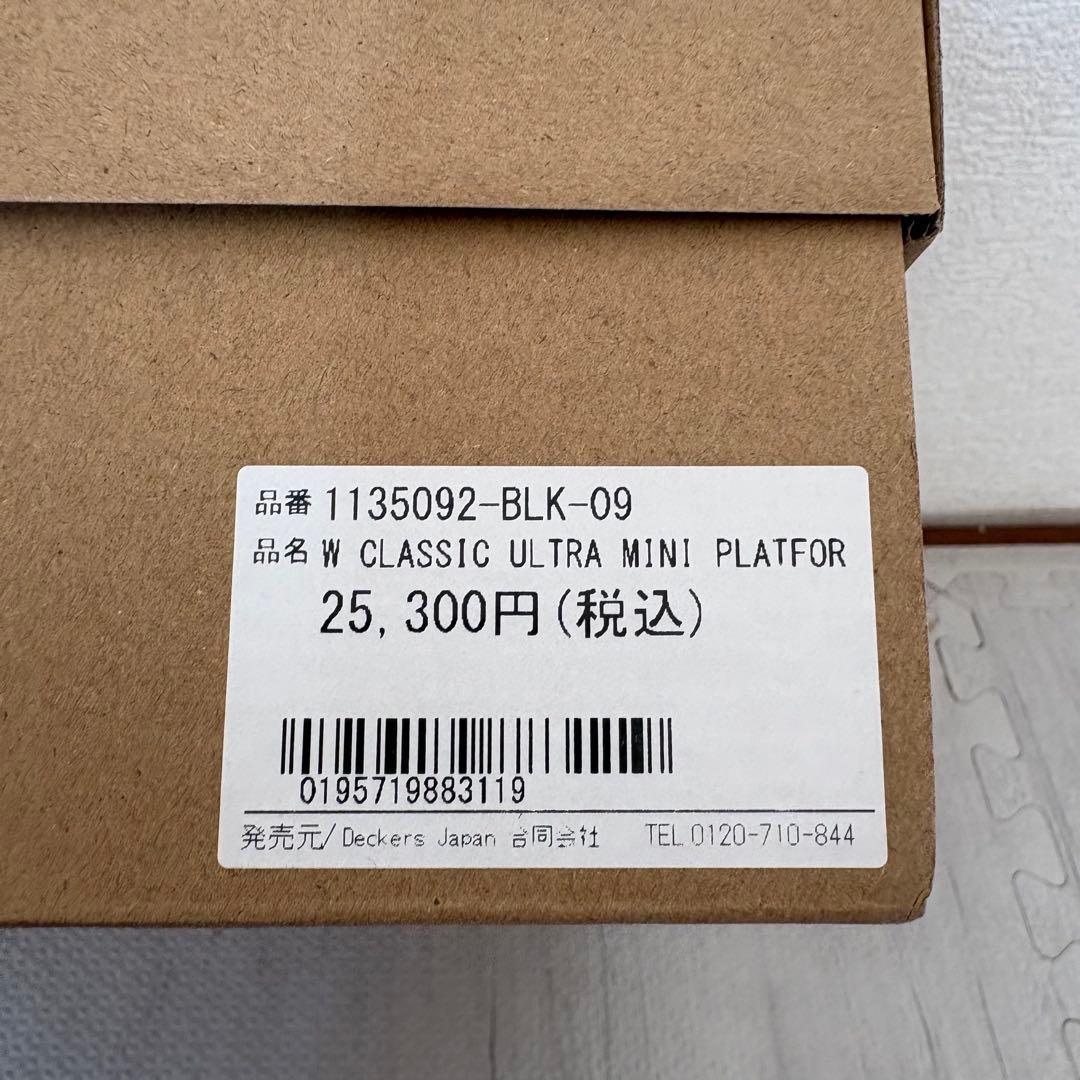 品番 1135092-BLK-09
品名 W CLASSIC ULTRA MINI PLATFOR
25,300円(税込)
0195719883119
発売元/Deckers Japan 合同会社 TEL 0120-710-844